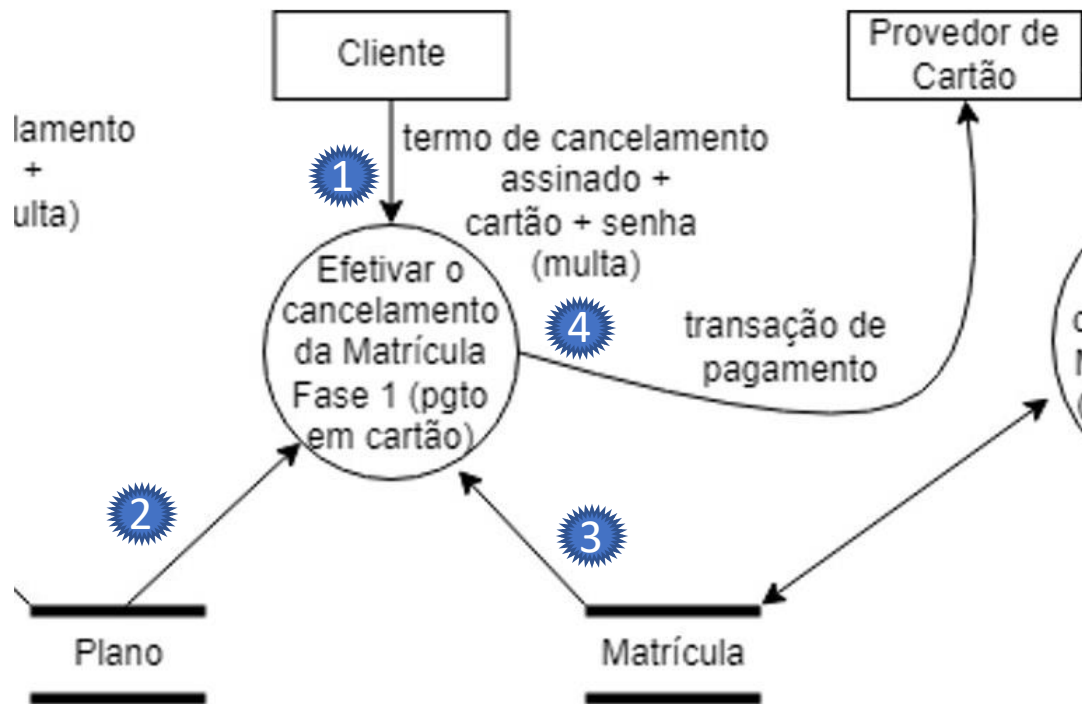 Cliente
Provedor de
Cartão
lamento
+
ulta)
1
termo de cancelamento
assinado +
cartão + senha
(multa)
Efetivar o
cancelamento
da Matrícula
Fase 1 (pgto
em cartão)
4
transação de
pagamento
2
3
Plano
Matrícula